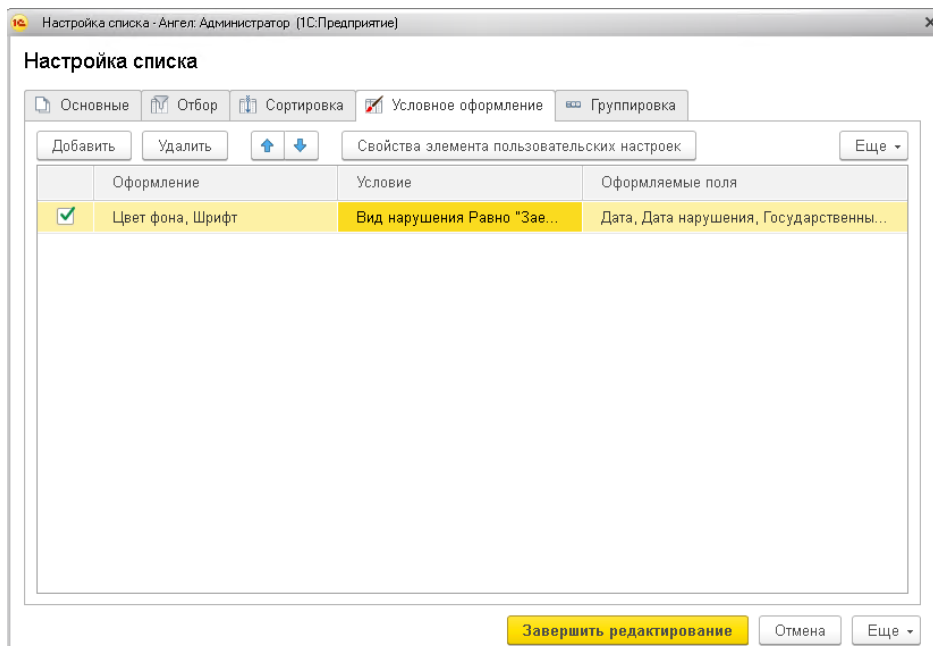 1С Настройка списка - Ангел: Администратор (1С:Предприятие)
Настройка списка
Основные Отбор Сортировка Условное оформление Группировка
Добавить Удалить Свойства элемента пользовательских настроек Еще
Оформление Условие Оформляемые поля
Цвет фона, Шрифт Вид нарушения Равно "Зае... Дата, Дата нарушения, Государственны...
Завершить редактирование Отмена Еще